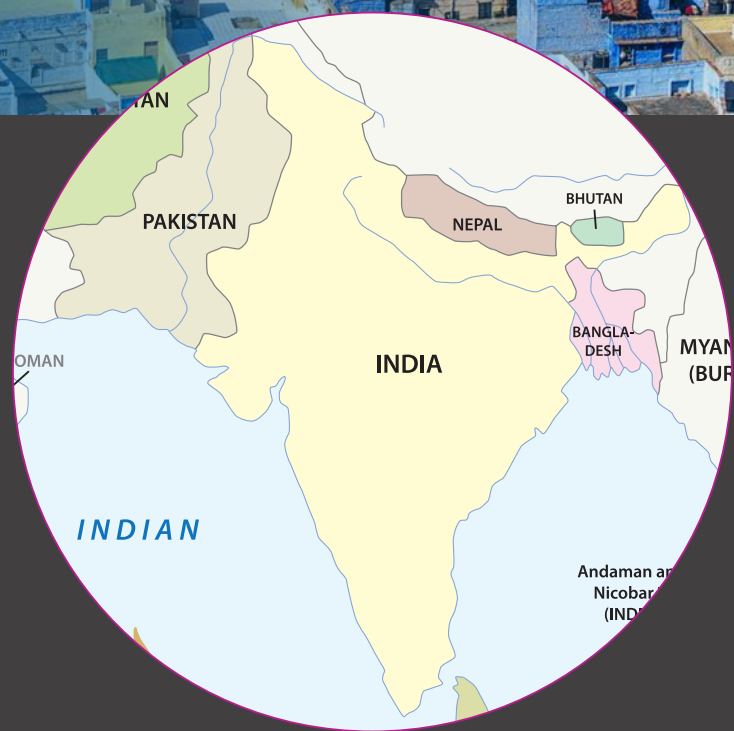 TAN
PAKISTAN
NEPAL
BHUTAN
OMAN
INDIA
BANGLA-
DESH
MYAN
(BUR
INDIAN
Andaman an
Nicobar
(INDI